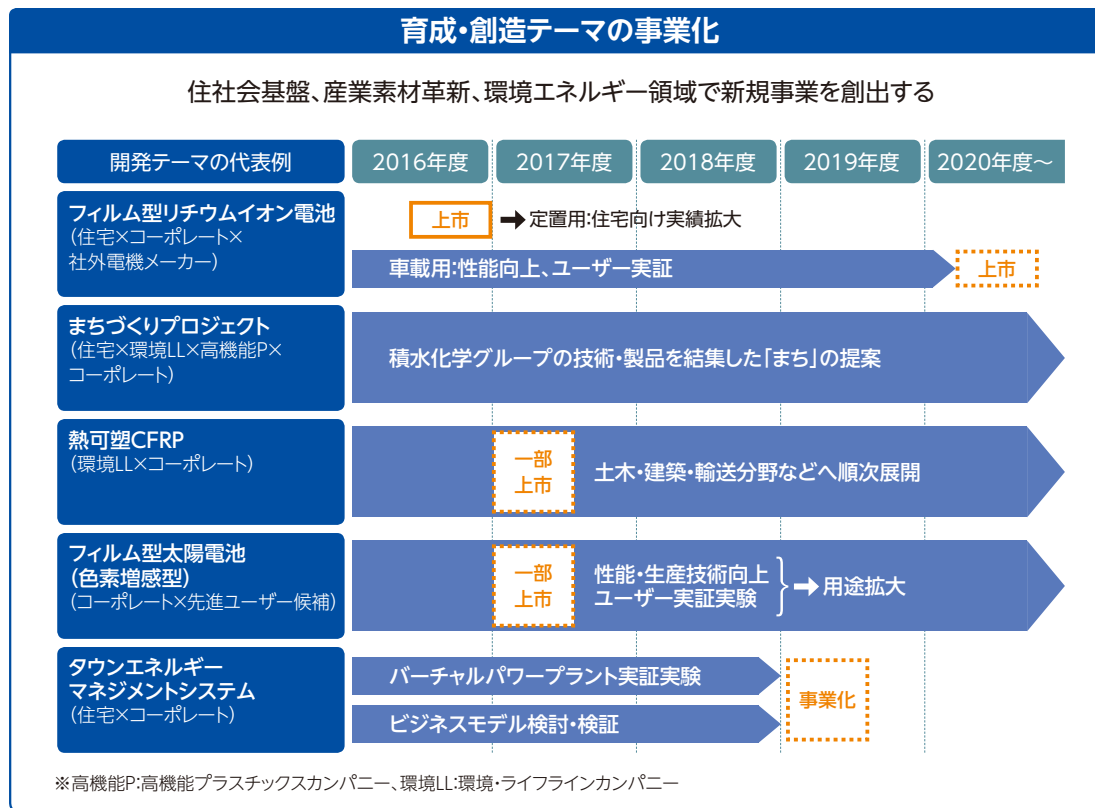 育成・創造テーマの事業化
住社会基盤、産業素材革新、環境エネルギー領域で新規事業を創出する
開発テーマの代表例
2016年度
2017年度
2018年度
2019年度
2020年度～
フィルム型リチウムイオン電池
(住宅×コーポレート×
社外電機メーカー)
上市
➡定置用:住宅向け実績拡大
車載用:性能向上、ユーザー実証
上市
まちづくりプロジェクト
(住宅×環境LL×高機能P×
コーポレート)
積水化学グループの技術・製品を結集した「まち」の提案
熱可塑CFRP
(環境LL×コーポレート)
一部
上市
土木・建築・輸送分野などへ順次展開
フィルム型太陽電池
(色素増感型)
(コーポレート×先進ユーザー候補)
一部
上市
性能・生産技術向上
ユーザー実証実験
➡用途拡大
タウンエネルギー
マネジメントシステム
(住宅×コーポレート)
バーチャルパワープラント実証実験
ビジネスモデル検討・検証
事業化
※高機能P:高機能プラスチックスカンパニー、環境LL:環境・ライフラインカンパニー